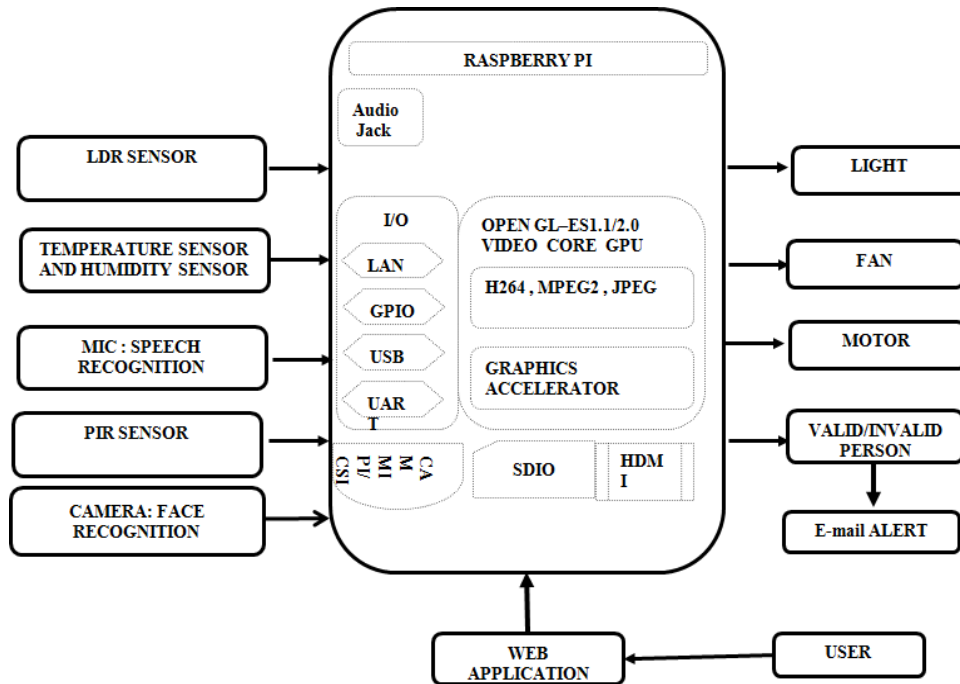 RASPBERRY PI
Audio
Jack
LDR SENSOR
LIGHT
I/O
OPEN GL–ES1.1/2.0
VIDEO CORE GPU
TEMPERATURE SENSOR
AND HUMIDITY SENSOR
LAN
FAN
H264 , MPEG2 , JPEG
GPIO
MIC : SPEECH
RECOGNITION
USB
MOTOR
GRAPHICS
ACCELERATOR
UAR
T
PIR SENSOR
VALID/INVALID
PERSON
CA
M
MI
PI/
CSI
SDIO
HDM
I
CAMERA: FACE
RECOGNITION
E-mail ALERT
WEB
APPLICATION
USER